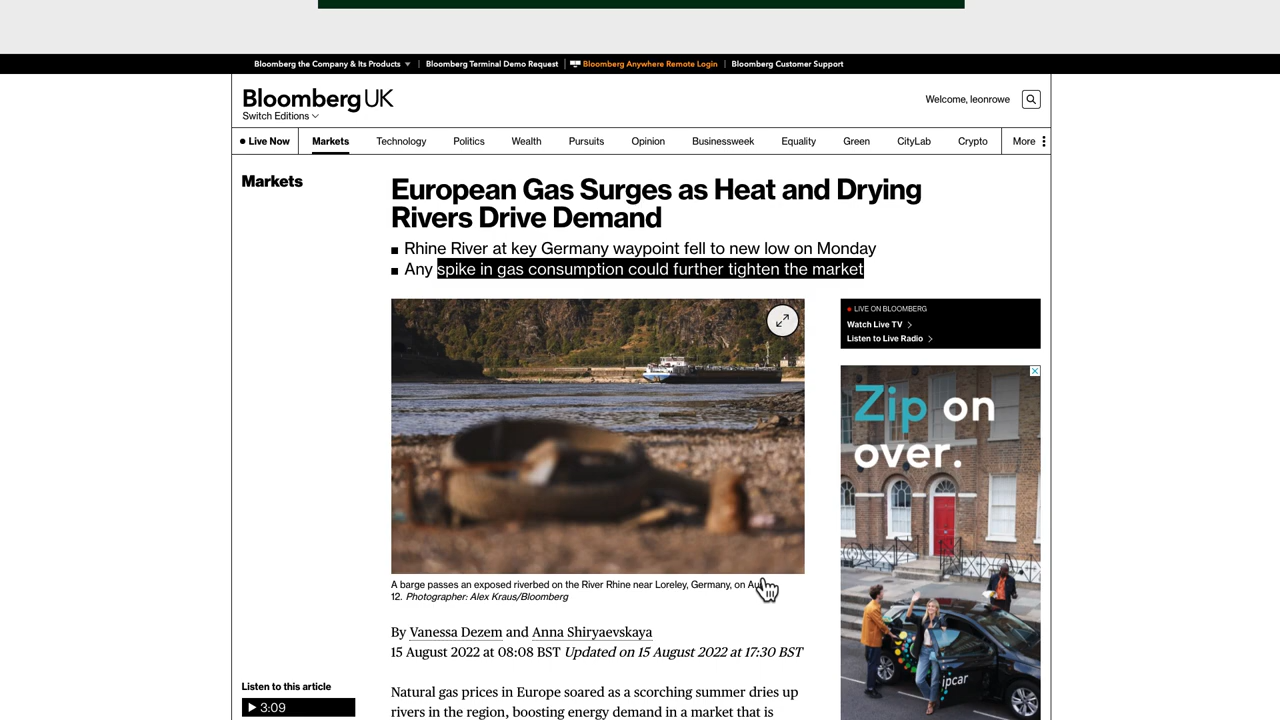 Bloomberg the Company & Its Products
Bloomberg Terminal Demo Request
Bloomberg Anywhere Remote Login
Bloomberg Customer Support
Bloomberg UK
Switch Editions
Welcome, leonrowe
Live Now
Markets
Technology
Politics
Wealth
Pursuits
Opinion
Businessweek
Equality
Green
CityLab
Crypto
More
Markets
European Gas Surges as Heat and Drying
Rivers Drive Demand
Rhine River at key Germany waypoint fell to new low on Monday
Any spike in gas consumption could further tighten the market
LIVE ON BLOOMBERG
Watch Live TV
Listen to Live Radio
Zip on
over.
ipcar
A barge passes an exposed riverbed on the River Rhine near Loreley, Germany, on
12. Photographer: Alex Kraus/Bloomberg
By Vanessa Dezem and Anna Shiryaevskaya
15 August 2022 at 08:08 BST Updated on 15 August 2022 at 17:30 BST
Listen to this article
3:09
Natural gas prices in Europe soared as a scorching summer dries up
rivers in the region, boosting energy demand in a market that is